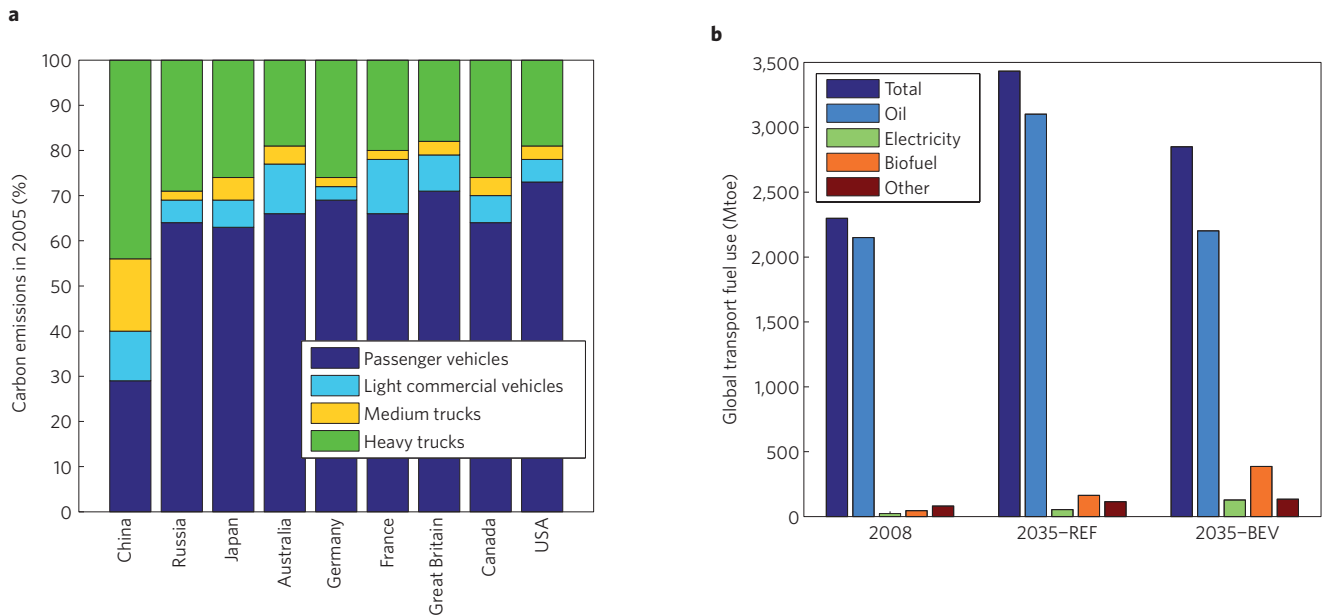 a
Carbon emissions in 2005 (%)
100
90
80
70
60
50
40
30
20
10
0
Passenger vehicles
Light commercial vehicles
Medium trucks
Heavy trucks
China
Russia
Japan
Australia
Germany
France
Great Britain
Canada
USA
b
Global transport fuel use (Mtoe)
3,500
3,000
2,500
2,000
1,500
1,000
500
0
Total
Oil
Electricity
Biofuel
Other
2008
2035–REF
2035–BEV